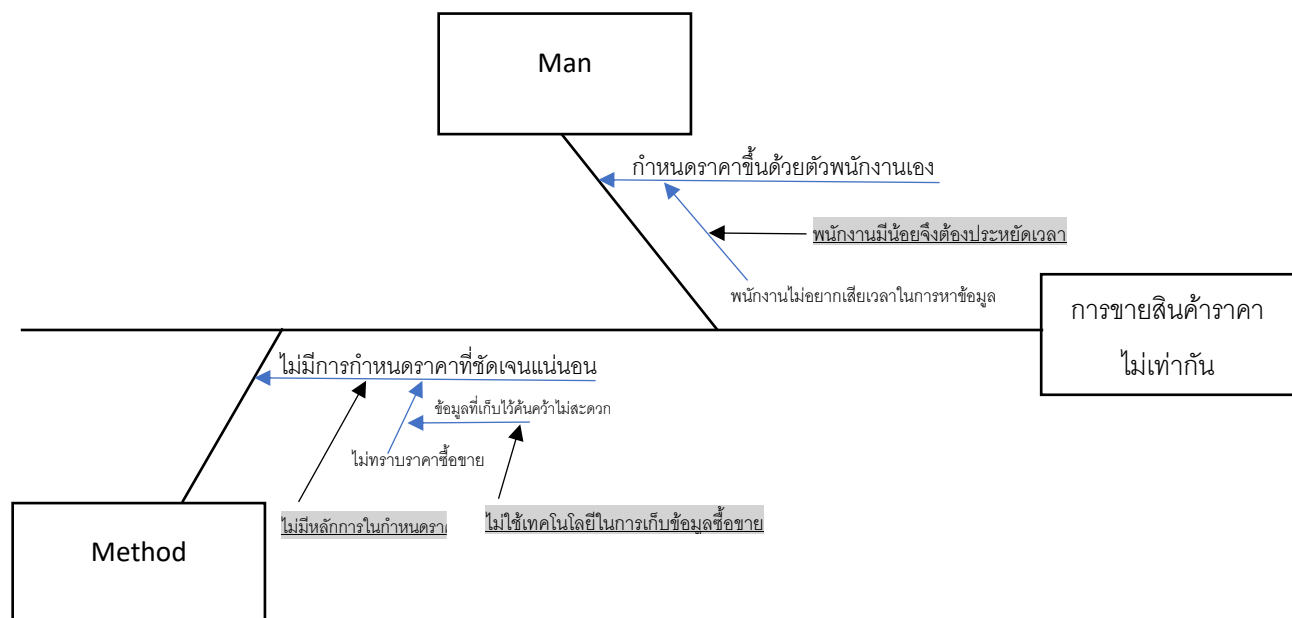 Man
กำหนดราคาขึ้นด้วยตัวพนักงานเอง
พนักงานมีน้อยจึงต้องประหยัดเวลา
พนักงานไม่อยากเสียเวลาในการหาข้อมูล
การขายสินค้าราคา
ไม่เท่ากัน
ไม่มีการกำหนดราคาที่ชัดเจนแน่นอน
ข้อมูลที่เก็บไว้ค้นคว้าไม่สะดวก
ไม่ทราบราคาซื้อขาย
ไม่มีหลักการในกำหนดราค
ไม่ใช้เทคโนโลยีในการเก็บข้อมูลซื้อขาย
Method